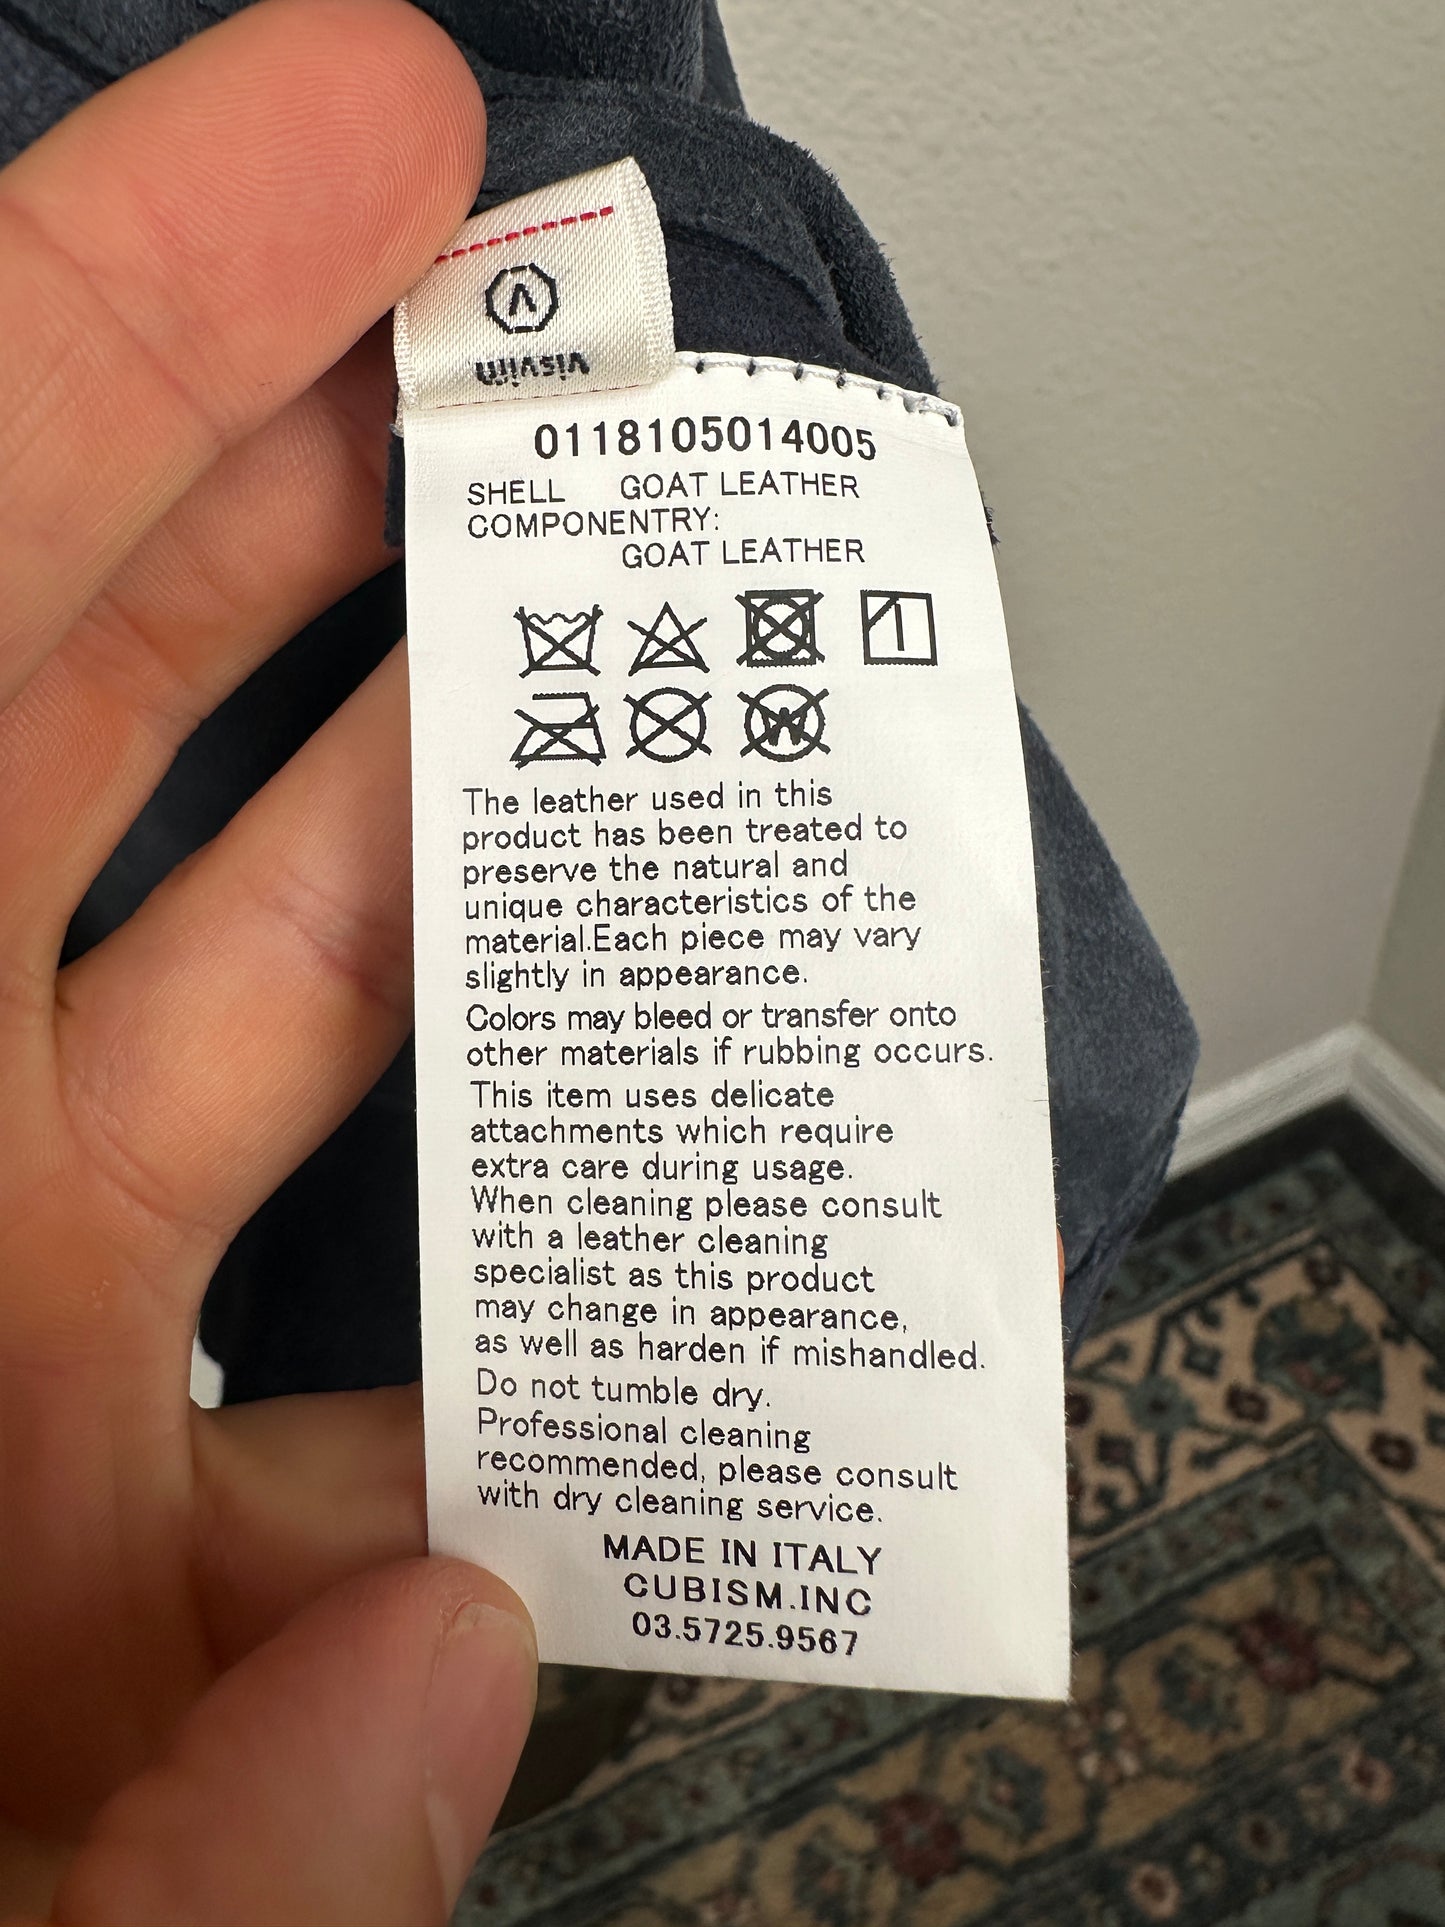 V
visvim
0118105014005
SHELL GOAT LEATHER
COMPONENTRY:
GOAT LEATHER
W
The leather used in this
product has been treated to
preserve the natural and
unique characteristics of the
material.Each piece may vary
slightly in appearance.
Colors may bleed or transfer onto
other materials if rubbing occurs.
This item uses delicate
attachments which require
extra care during usage.
When cleaning please consult
with a leather cleaning
specialist as this product
may change in appearance,
as well as harden if mishandled.
Do not tumble dry.
Professional cleaning
recommended, please consult
with dry cleaning service.
MADE IN ITALY
CUBISM.INC
03.5725.9567